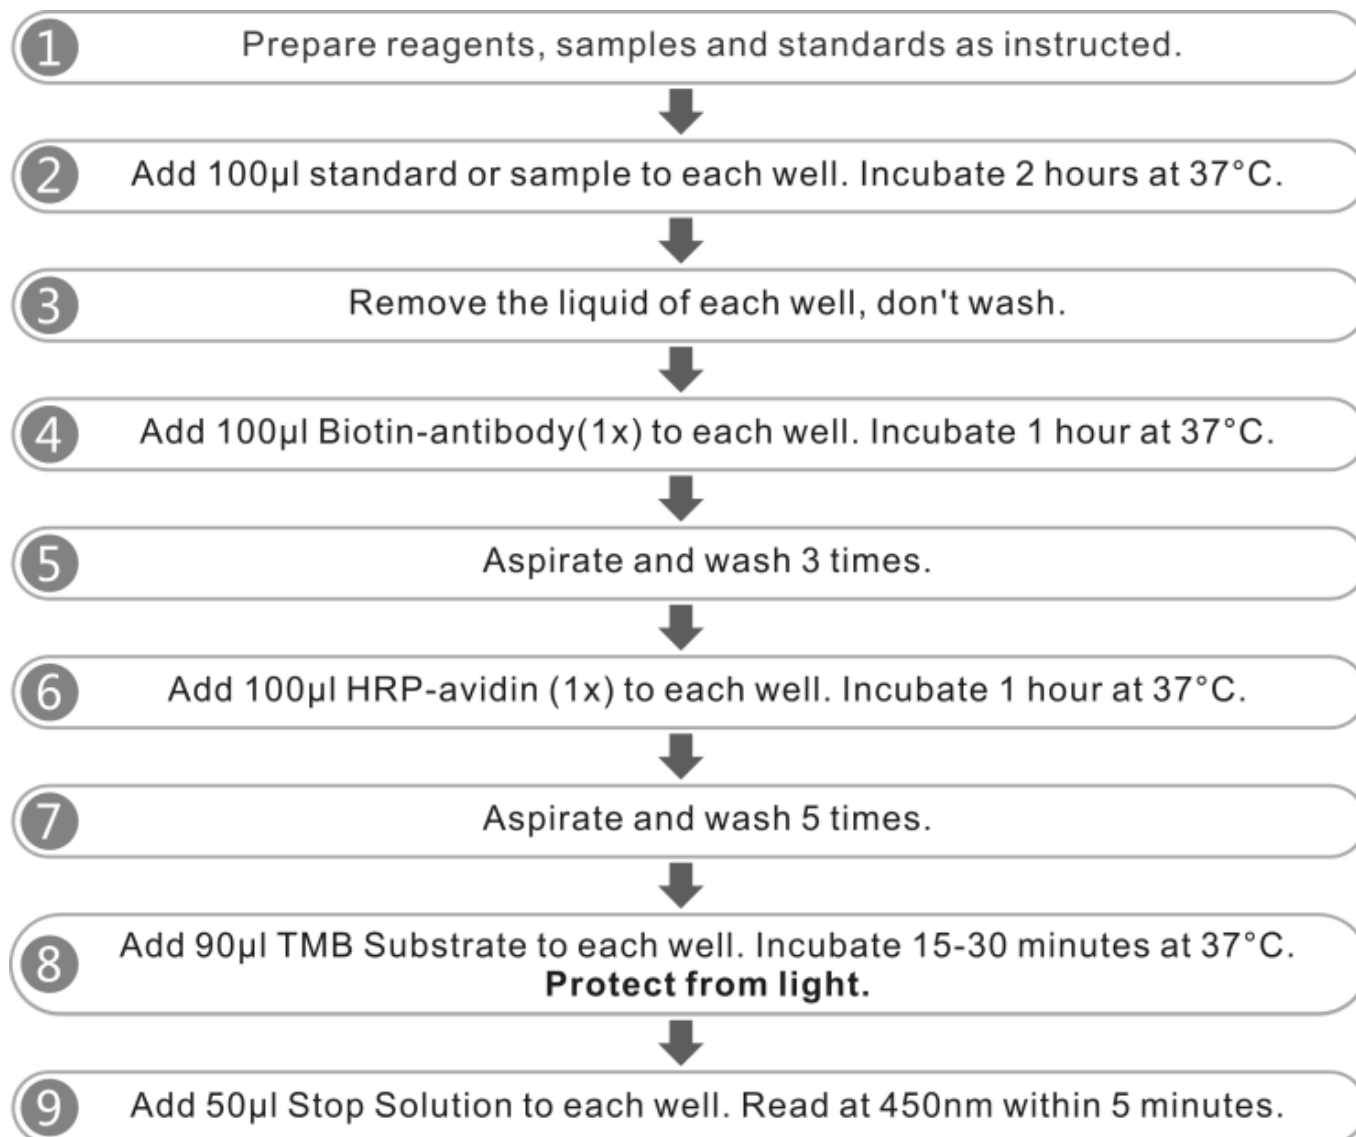 1 Prepare reagents, samples and standards as instructed.
2 Add 100µl standard or sample to each well. Incubate 2 hours at 37°C.
3 Remove the liquid of each well, don't wash.
4 Add 100µl Biotin-antibody(1x) to each well. Incubate 1 hour at 37°C.
5 Aspirate and wash 3 times.
6 Add 100µl HRP-avidin (1x) to each well. Incubate 1 hour at 37°C.
7 Aspirate and wash 5 times.
8 Add 90µl TMB Substrate to each well. Incubate 15-30 minutes at 37°C.
Protect from light.
9 Add 50µl Stop Solution to each well. Read at 450nm within 5 minutes.